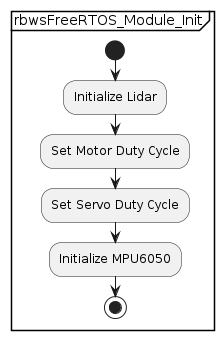 rbwsFreeRTOS_Module_Init
Initialize Lidar
Set Motor Duty Cycle
Set Servo Duty Cycle
Initialize MPU6050